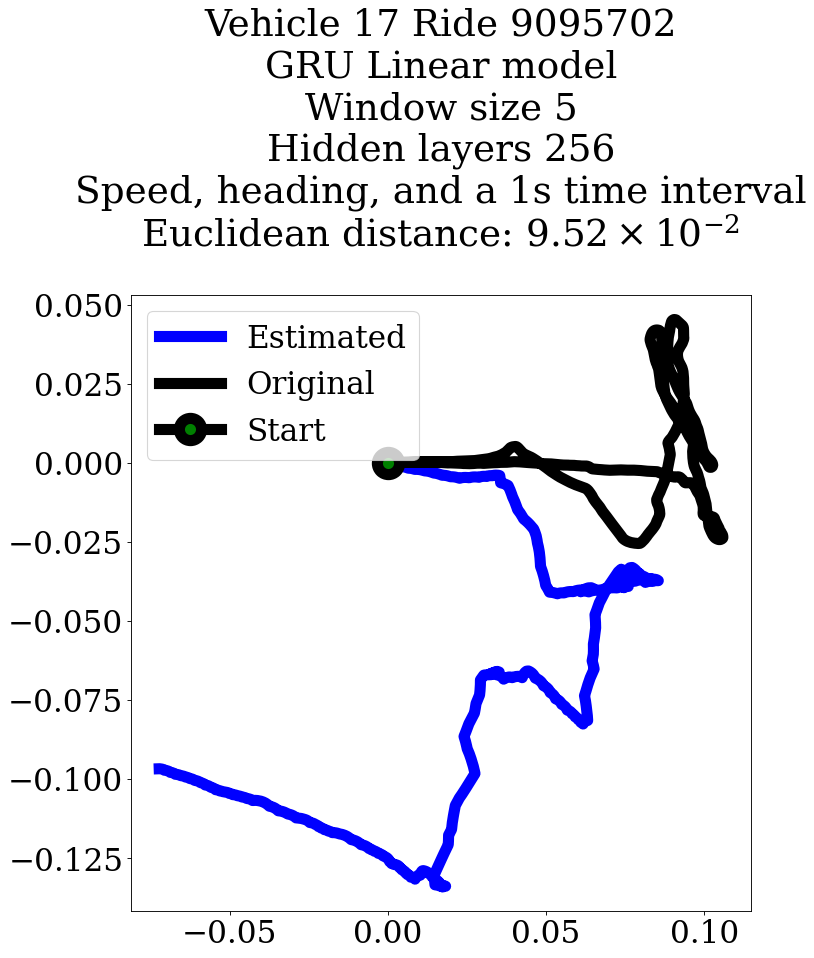 Vehicle 17 Ride 9095702
GRU Linear model
Window size 5
Hidden layers 256
Speed, heading, and a 1s time interval
Euclidean distance: 9.52 × 10⁻²
Estimated
Original
Start
0.050
0.025
0.000
−0.025
−0.050
−0.075
−0.100
−0.125
−0.05
0.00
0.05
0.10